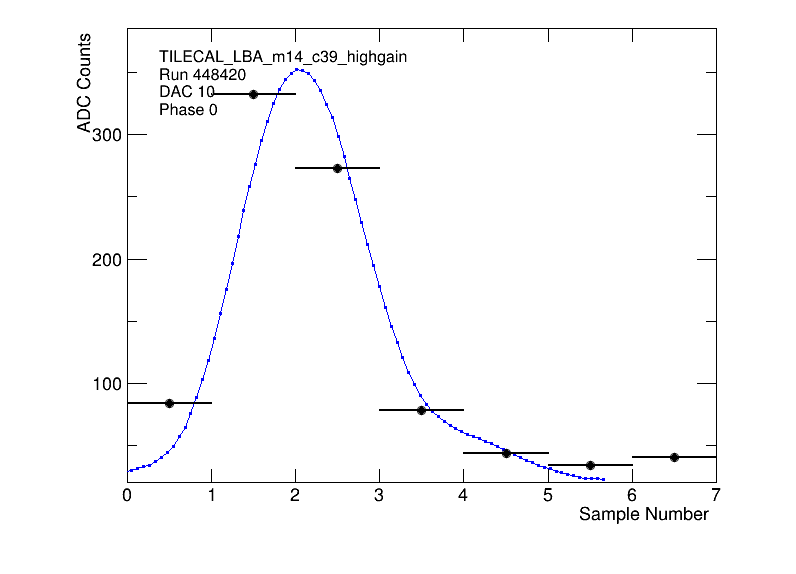 TILECAL_LBA_m14_c39_highgain
Run 448420
DAC 10
Phase 0
ADC Counts
300
200
100
0 1 2 3 4 5 6 7
Sample Number